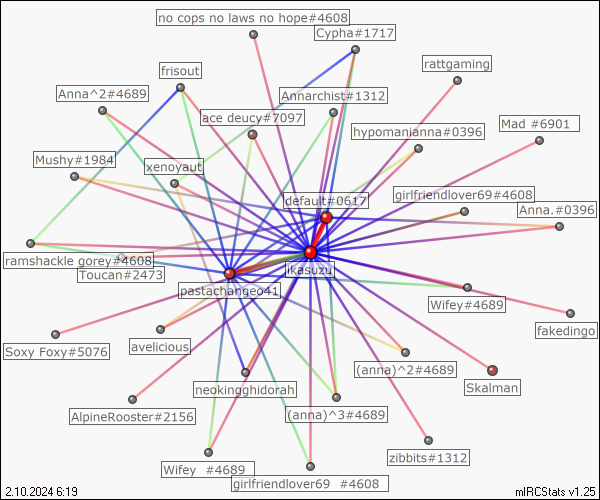 no cops no laws no hope#4608
Cypha#1717
rattgaming
frisout
Anna^2#4689
Annarchist#1312
ace deucy#7097
Mad #6901
hypomanianna#0396
Mushy#1984
xenoyaut
girlfriendlover69#4608
default#0617
Anna.#0396
ramshackle gorey#4608
ikasuzu
Toucan#2473
pastachangeo41
Wifey#4689
fakedingo
Soxy Foxy#5076
avelicious
(anna)^2#4689
Skalman
neokingghidorah
AlpineRooster#2156
(anna)^3#4689
zibbits#1312
Wifey  #4689
girlfriendlover69  #4608
2.10.2024 6:19
mIRCStats v1.25